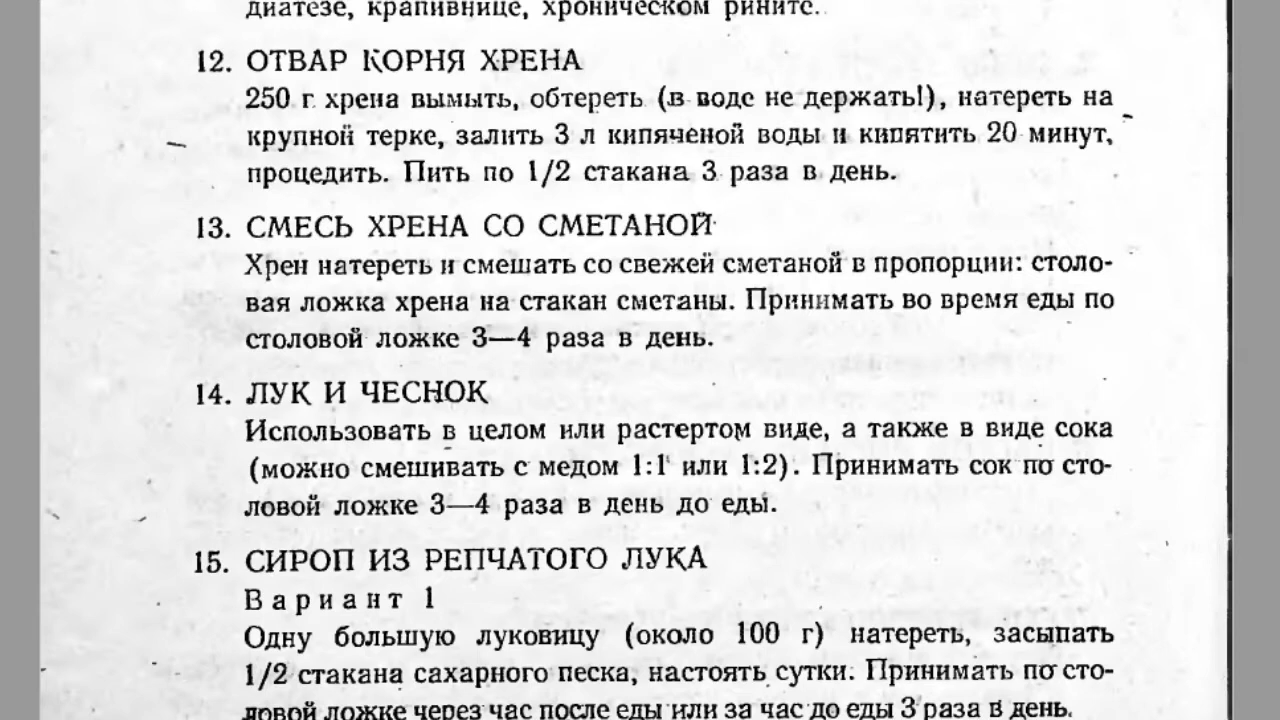 диатезе, крапивнице, хроническом рините.
12. ОТВАР КОРНЯ ХРЕНА
250 г хрена вымыть, обтереть (в воде не держать!), натереть на
крупной терке, залить 3 л кипяченой воды и кипятить 20 минут,
процедить. Пить по 1/2 стакана 3 раза в день.
13. СМЕСЬ ХРЕНА СО СМЕТАНОЙ
Хрен натереть и смешать со свежей сметаной в пропорции: столо-
вая ложка хрена на стакан сметаны. Принимать во время еды по
столовой ложке 3—4 раза в день.
14. ЛУК И ЧЕСНОК
Использовать в целом или растертом виде, а также в виде сока
(можно смешивать с медом 1:1 или 1:2). Принимать сок по сто-
ловой ложке 3—4 раза в день до еды.
15. СИРОП ИЗ РЕПЧАТОГО ЛУКА
Вариант 1
Одну большую луковицу (около 100 г) натереть, засыпать
1/2 стакана сахарного песка, настоять сутки. Принимать по сто-
ловой ложке через час после еды или за час до еды 3 раза в день.